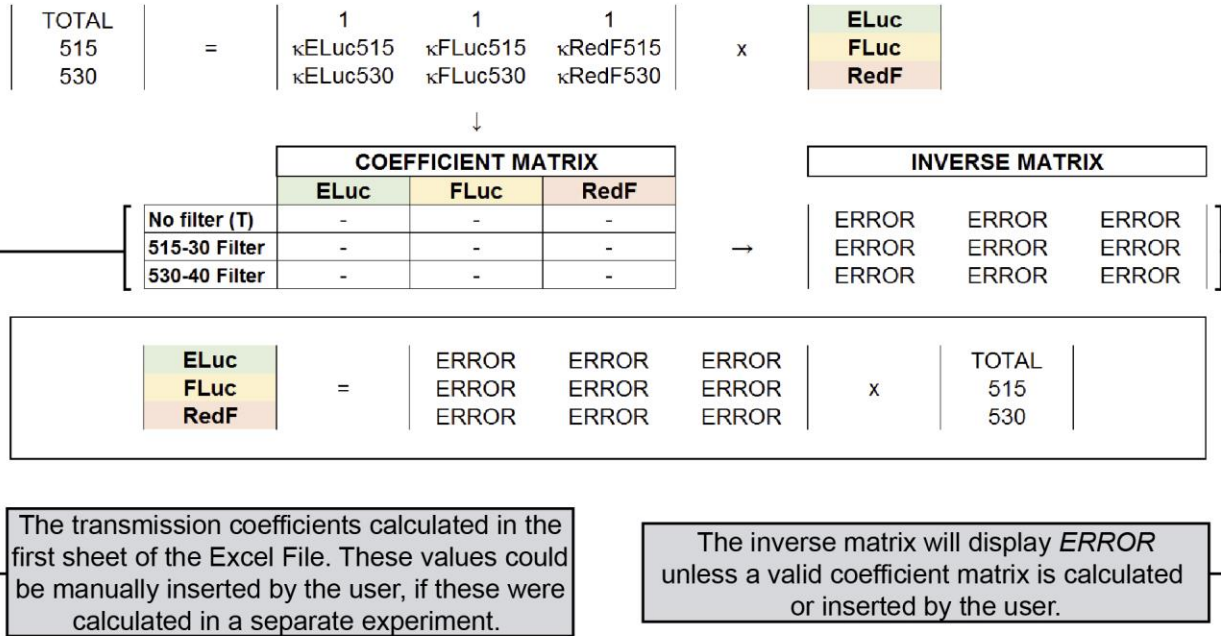 TOTAL 1 1 1 ELuc
515 = κELuc515 κFLuc515 κRedF515 x FLuc
530 κELuc530 κFLuc530 κRedF530 RedF
↓
COEFFICIENT MATRIX INVERSE MATRIX
ELuc FLuc RedF
No filter (T) - - - ERROR ERROR ERROR
515-30 Filter - - - → ERROR ERROR ERROR
530-40 Filter - - - ERROR ERROR ERROR
ELuc ERROR ERROR ERROR TOTAL
FLuc = ERROR ERROR ERROR x 515
RedF ERROR ERROR ERROR 530
The transmission coefficients calculated in the
first sheet of the Excel File. These values could
be manually inserted by the user, if these were
calculated in a separate experiment.
The inverse matrix will display ERROR
unless a valid coefficient matrix is calculated
or inserted by the user.